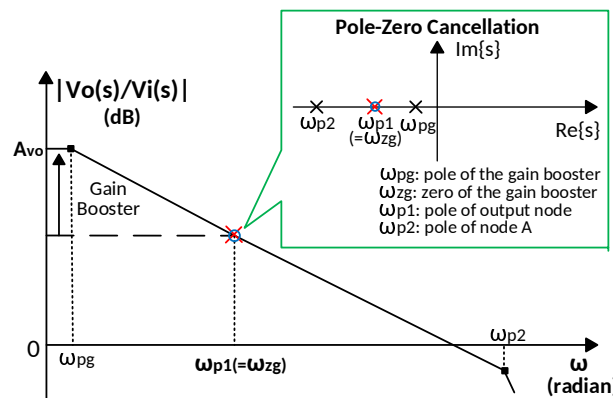 Pole-Zero Cancellation
Im{s}
ωp2
ωp1
(=ωzg)
ωpg
Re{s}
ωpg: pole of the gain booster
ωzg: zero of the gain booster
ωp1: pole of output node
ωp2: pole of node A
|Vo(s)/Vi(s)|
(dB)
Avo
Gain
Booster
0
ωpg
ωp1(=ωzg)
ωp2
ω
(radian)